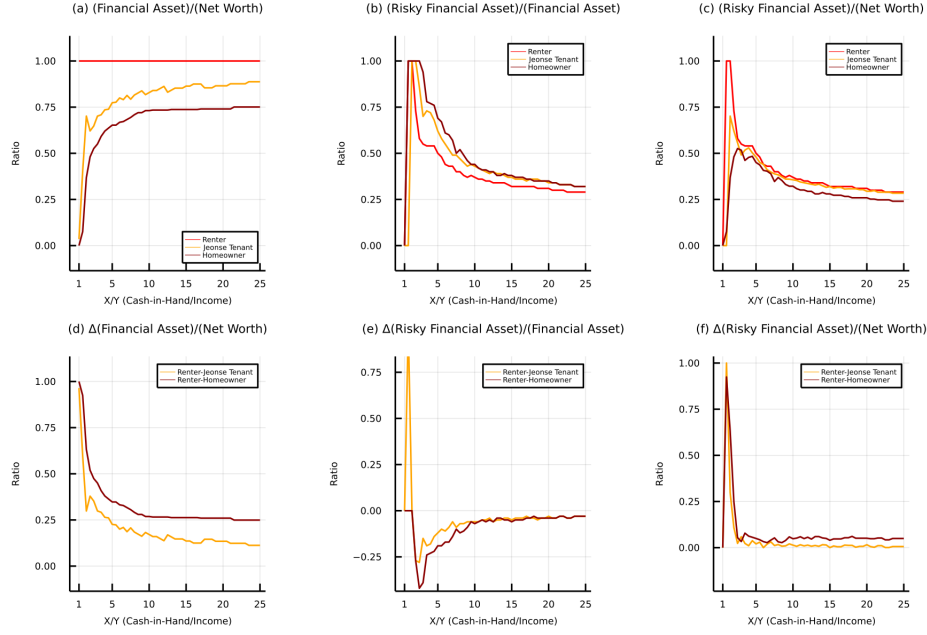 (a) (Financial Asset)/(Net Worth)
1.00
0.75
0.50
0.25
0.00
Ratio
Renter
Jeonse Tenant
Homeowner
1 5 10 15 20 25
X/Y (Cash-in-Hand/Income)
(b) (Risky Financial Asset)/(Financial Asset)
Renter
Jeonse Tenant
Homeowner
1.00
0.75
0.50
0.25
0.00
Ratio
1 5 10 15 20 25
X/Y (Cash-in-Hand/Income)
(c) (Risky Financial Asset)/(Net Worth)
Renter
Jeonse Tenant
Homeowner
1.00
0.75
0.50
0.25
0.00
Ratio
1 5 10 15 20 25
X/Y (Cash-in-Hand/Income)
(d) Δ(Financial Asset)/(Net Worth)
Renter-Jeonse Tenant
Renter-Homeowner
1.00
0.75
0.50
0.25
0.00
Ratio
1 5 10 15 20 25
X/Y (Cash-in-Hand/Income)
(e) Δ(Risky Financial Asset)/(Financial Asset)
Renter-Jeonse Tenant
Renter-Homeowner
0.75
0.50
0.25
0.00
−0.25
Ratio
1 5 10 15 20 25
X/Y (Cash-in-Hand/Income)
(f) Δ(Risky Financial Asset)/(Net Worth)
Renter-Jeonse Tenant
Renter-Homeowner
1.00
0.75
0.50
0.25
0.00
Ratio
1 5 10 15 20 25
X/Y (Cash-in-Hand/Income)